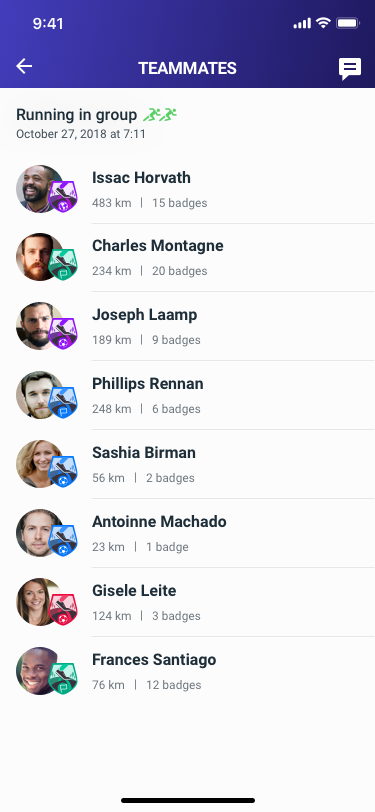 9:41
TEAMMATES
Running in group
October 27, 2018 at 7:11
Issac Horvath
483 km | 15 badges
Charles Montagne
234 km | 20 badges
Joseph Laamp
189 km | 9 badges
Phillips Rennan
248 km | 6 badges
Sashia Birman
56 km | 2 badges
Antoinne Machado
23 km | 1 badge
Gisele Leite
124 km | 3 badges
Frances Santiago
76 km | 12 badges